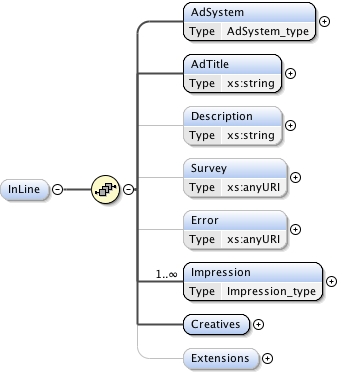 AdSystem
Type AdSystem_type
AdTitle
Type xs:string
Description
Type xs:string
Survey
Type xs:anyURI
InLine
Error
Type xs:anyURI
1..∞
Impression
Type Impression_type
Creatives
Extensions